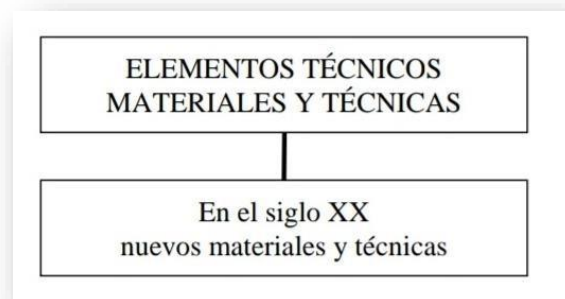 ELEMENTOS TÉCNICOS
MATERIALES Y TÉCNICAS
En el siglo XX
nuevos materiales y técnicas